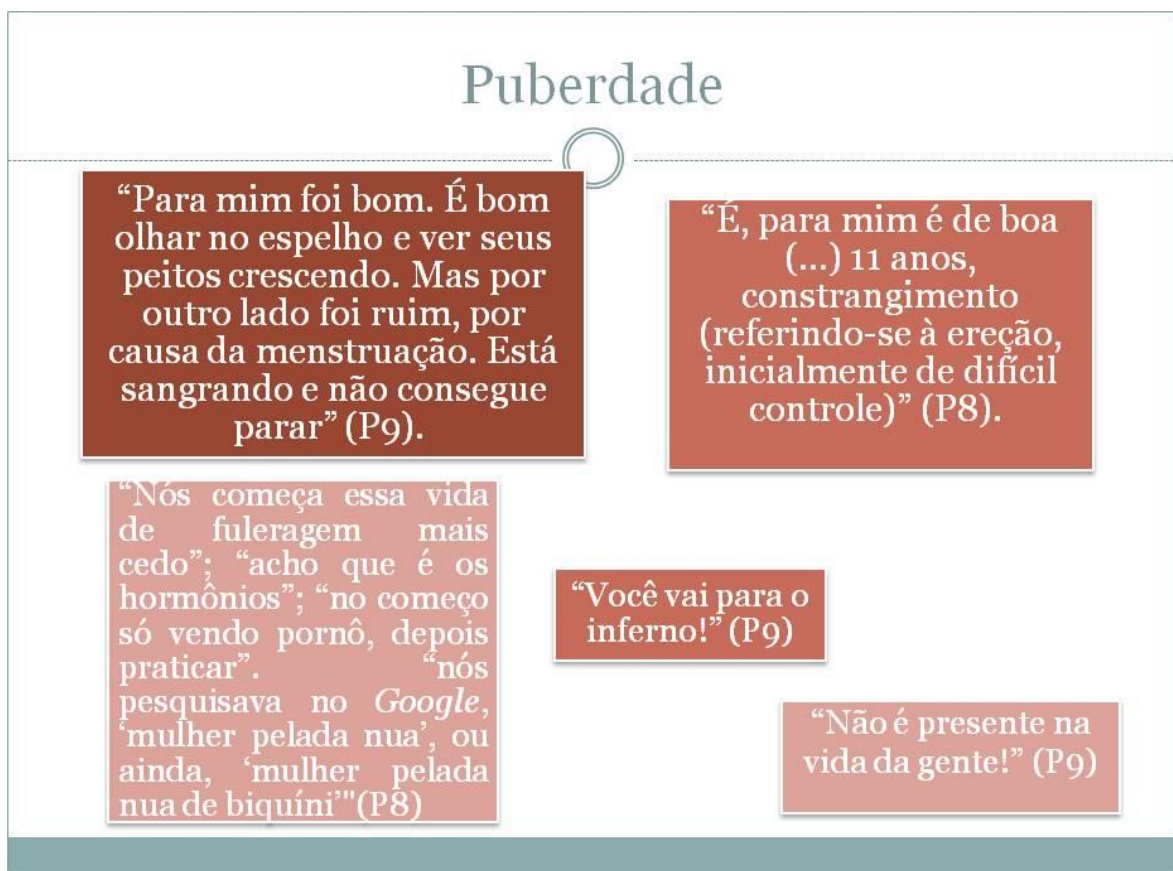 Puberdade
“Para mim foi bom. É bom
olhar no espelho e ver seus
peitos crescendo. Mas por
outro lado foi ruim, por
causa da menstruação. Está
sangrando e não consegue
parar” (P9).
“É, para mim é de boa
(...) 11 anos,
constrangimento
(referindo-se à ereção,
inicialmente de difícil
controle)” (P8).
“Nós começa essa vida
de fuleragem mais
cedo”; “acho que é os
hormônios”; “no começo
só vendo pornô, depois
praticar”. “nós
pesquisava no Google,
‘mulher pelada nua’, ou
ainda, ‘mulher pelada
nua de biquíni’"(P8)
“Você vai para o
inferno!” (P9)
“Não é presente na
vida da gente!” (P9)